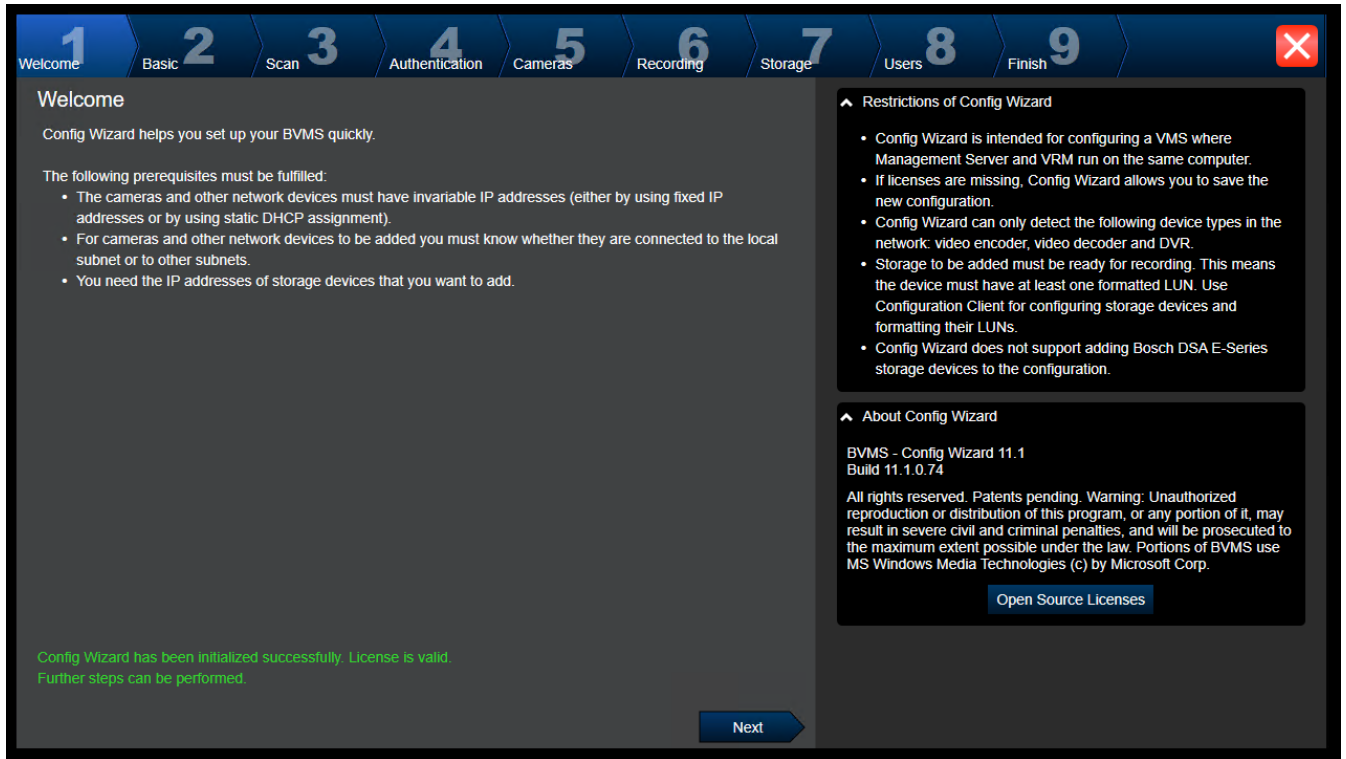 1 Welcome
2 Basic
3 Scan
4 Authentication
5 Cameras
6 Recording
7 Storage
8 Users
9 Finish
Welcome
Config Wizard helps you set up your BVMS quickly.
The following prerequisites must be fulfilled:
• The cameras and other network devices must have invariable IP addresses (either by using fixed IP
addresses or by using static DHCP assignment).
• For cameras and other network devices to be added you must know whether they are connected to the local
subnet or to other subnets.
• You need the IP addresses of storage devices that you want to add.
Config Wizard has been initialized successfully. License is valid.
Further steps can be performed.
Next
Restrictions of Config Wizard
• Config Wizard is intended for configuring a VMS where
Management Server and VRM run on the same computer.
• If licenses are missing, Config Wizard allows you to save the
new configuration.
• Config Wizard can only detect the following device types in the
network: video encoder, video decoder and DVR.
• Storage to be added must be ready for recording. This means
the device must have at least one formatted LUN. Use
Configuration Client for configuring storage devices and
formatting their LUNs.
• Config Wizard does not support adding Bosch DSA E-Series
storage devices to the configuration.
About Config Wizard
BVMS - Config Wizard 11.1
Build 11.1.0.74
All rights reserved. Patents pending. Warning: Unauthorized
reproduction or distribution of this program, or any portion of it, may
result in severe civil and criminal penalties, and will be prosecuted to
the maximum extent possible under the law. Portions of BVMS use
MS Windows Media Technologies (c) by Microsoft Corp.
Open Source Licenses